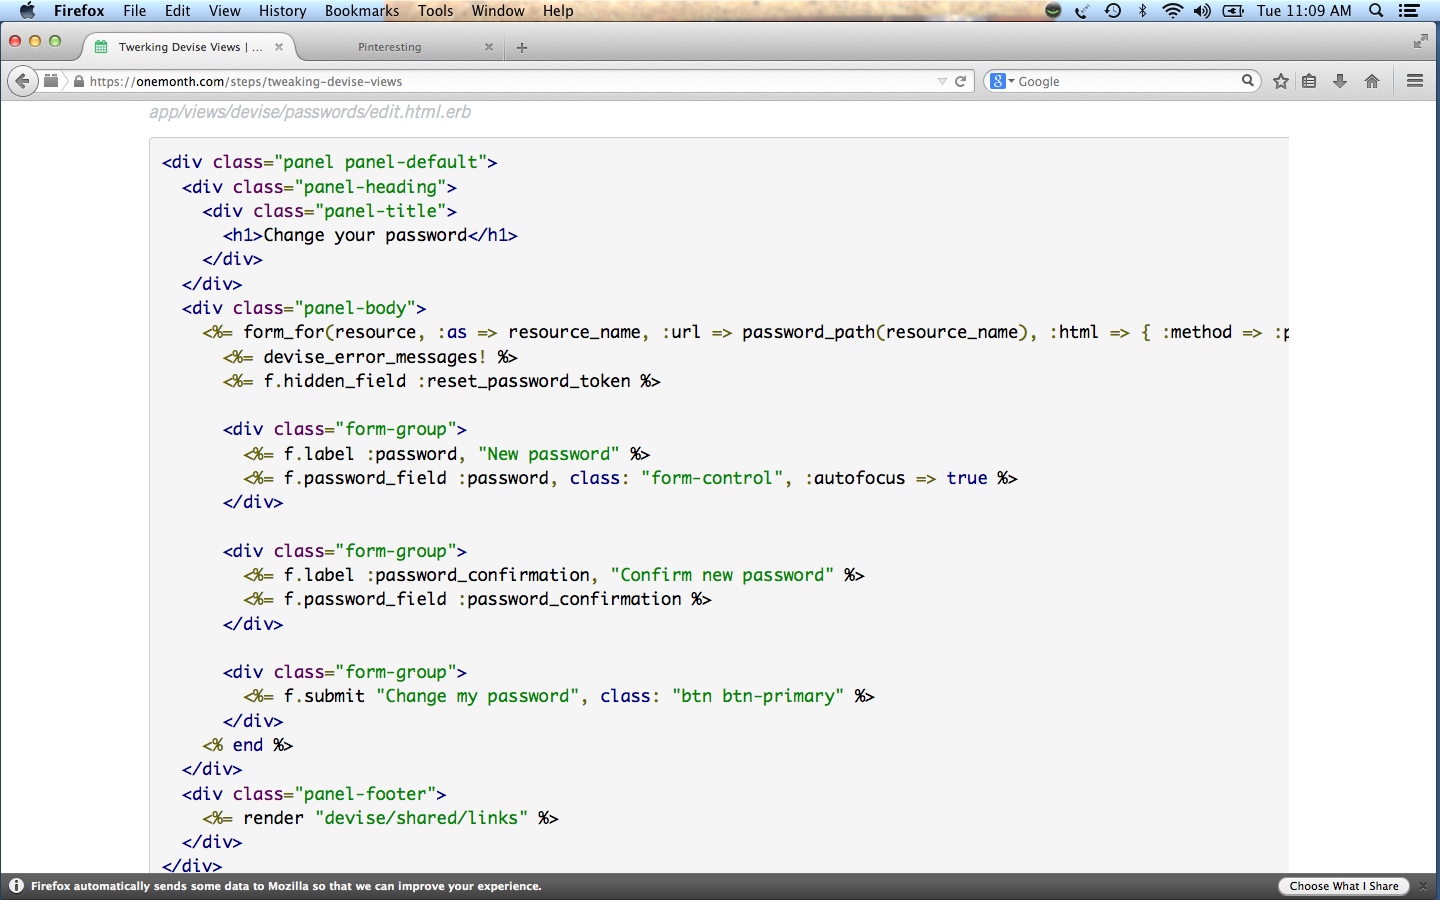 Firefox File Edit View History Bookmarks Tools Window Help Tue 11:09 AM
Twerking Devise Views | ... Pinteresting
https://onemonth.com/steps/tweaking-devise-views Google
app/views/devise/passwords/edit.html.erb
<div class="panel panel-default">
<div class="panel-heading">
<div class="panel-title">
<h1>Change your password</h1>
</div>
</div>
<div class="panel-body">
<%= form_for(resource, :as => resource_name, :url => password_path(resource_name), :html => { :method => :p
<%= devise_error_messages! %>
<%= f.hidden_field :reset_password_token %>
<div class="form-group">
<%= f.label :password, "New password" %>
<%= f.password_field :password, class: "form-control", :autofocus => true %>
</div>
<div class="form-group">
<%= f.label :password_confirmation, "Confirm new password" %>
<%= f.password_field :password_confirmation %>
</div>
<div class="form-group">
<%= f.submit "Change my password", class: "btn btn-primary" %>
</div>
<% end %>
</div>
<div class="panel-footer">
<%= render "devise/shared/links" %>
</div>
</div>
Firefox automatically sends some data to Mozilla so that we can improve your experience. Choose What I Share